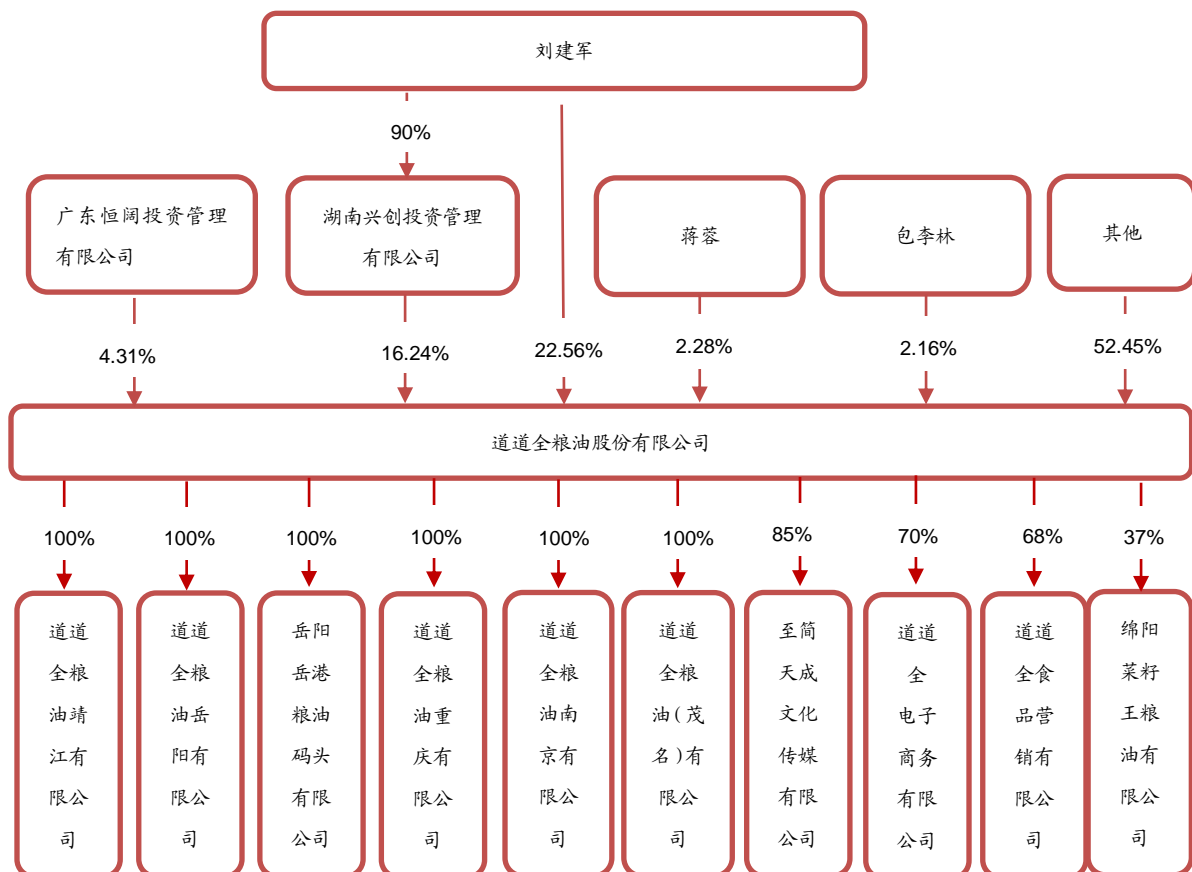 刘建军
90%
广东恒阔投资管理
有限公司
湖南兴创投资管理
有限公司
蒋蓉
包李林
其他
4.31%
16.24%
22.56%
2.28%
2.16%
52.45%
道道全粮油股份有限公司
100%
100%
100%
100%
100%
100%
85%
70%
68%
37%
道道
全粮
油靖
江有
限公
司
道道
全粮
油岳
阳有
限公
司
岳阳
岳港
粮油
码头
有限
公司
道道
全粮
油重
庆有
限公
司
道道
全粮
油南
京有
限公
司
道道
全粮
油(茂
名)有
限公
司
至简
天成
文化
传媒
有限
公司
道道
全
电子
商务
有限
公司
道道
全食
品营
销有
限公
司
绵阳
菜籽
王粮
油有
限公
司